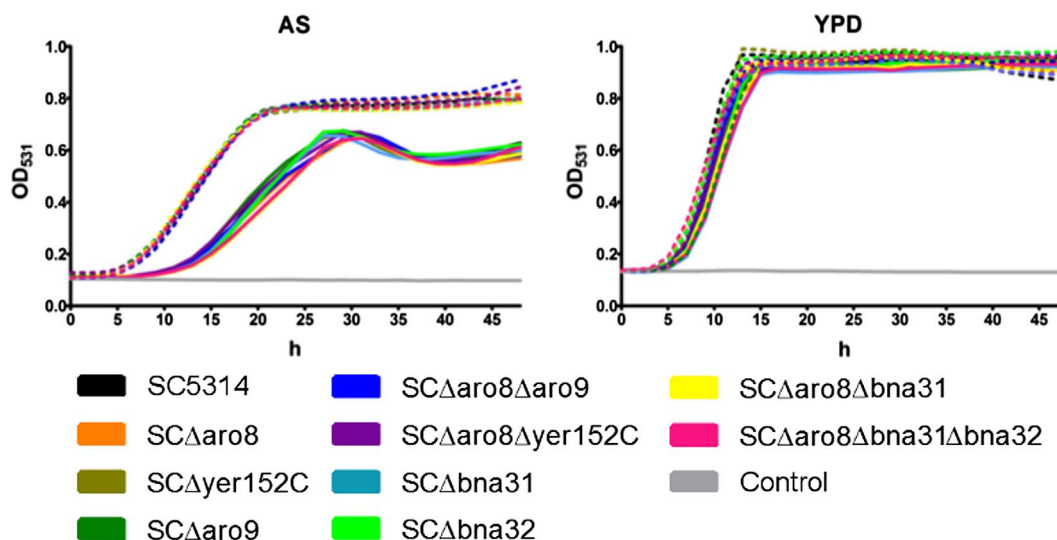 AS
OD531
1.0
0.8
0.6
0.4
0.2
0.0
0 5 10 15 20 25 30 35 40 45
h
YPD
OD531
1.0
0.8
0.6
0.4
0.2
0.0
0 5 10 15 20 25 30 35 40 45
h
SC5314
SCΔaro8
SCΔyer152C
SCΔaro9
SCΔaro8Δaro9
SCΔaro8Δyer152C
SCΔbna31
SCΔbna32
SCΔaro8Δbna31
SCΔaro8Δbna31Δbna32
Control